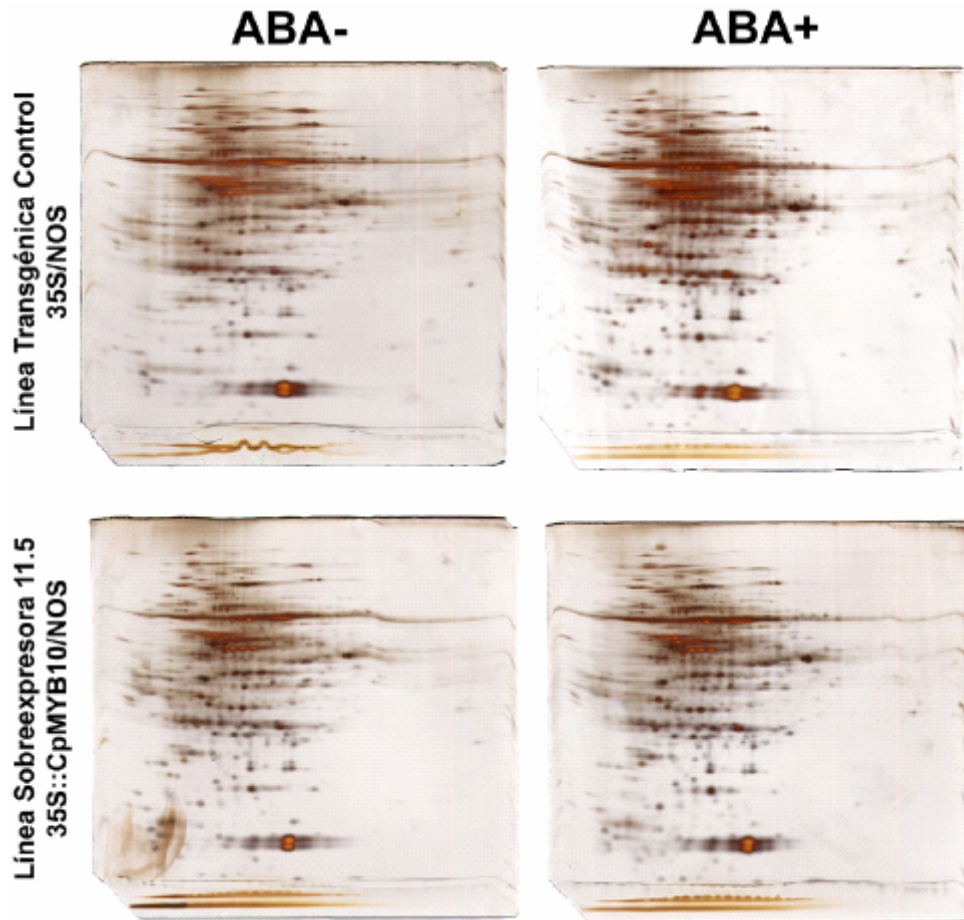 ABA-
ABA+
Línea Transgénica Control
35S/NOS
Línea Sobreexpresora 11.5
35S::CpMYB10/NOS